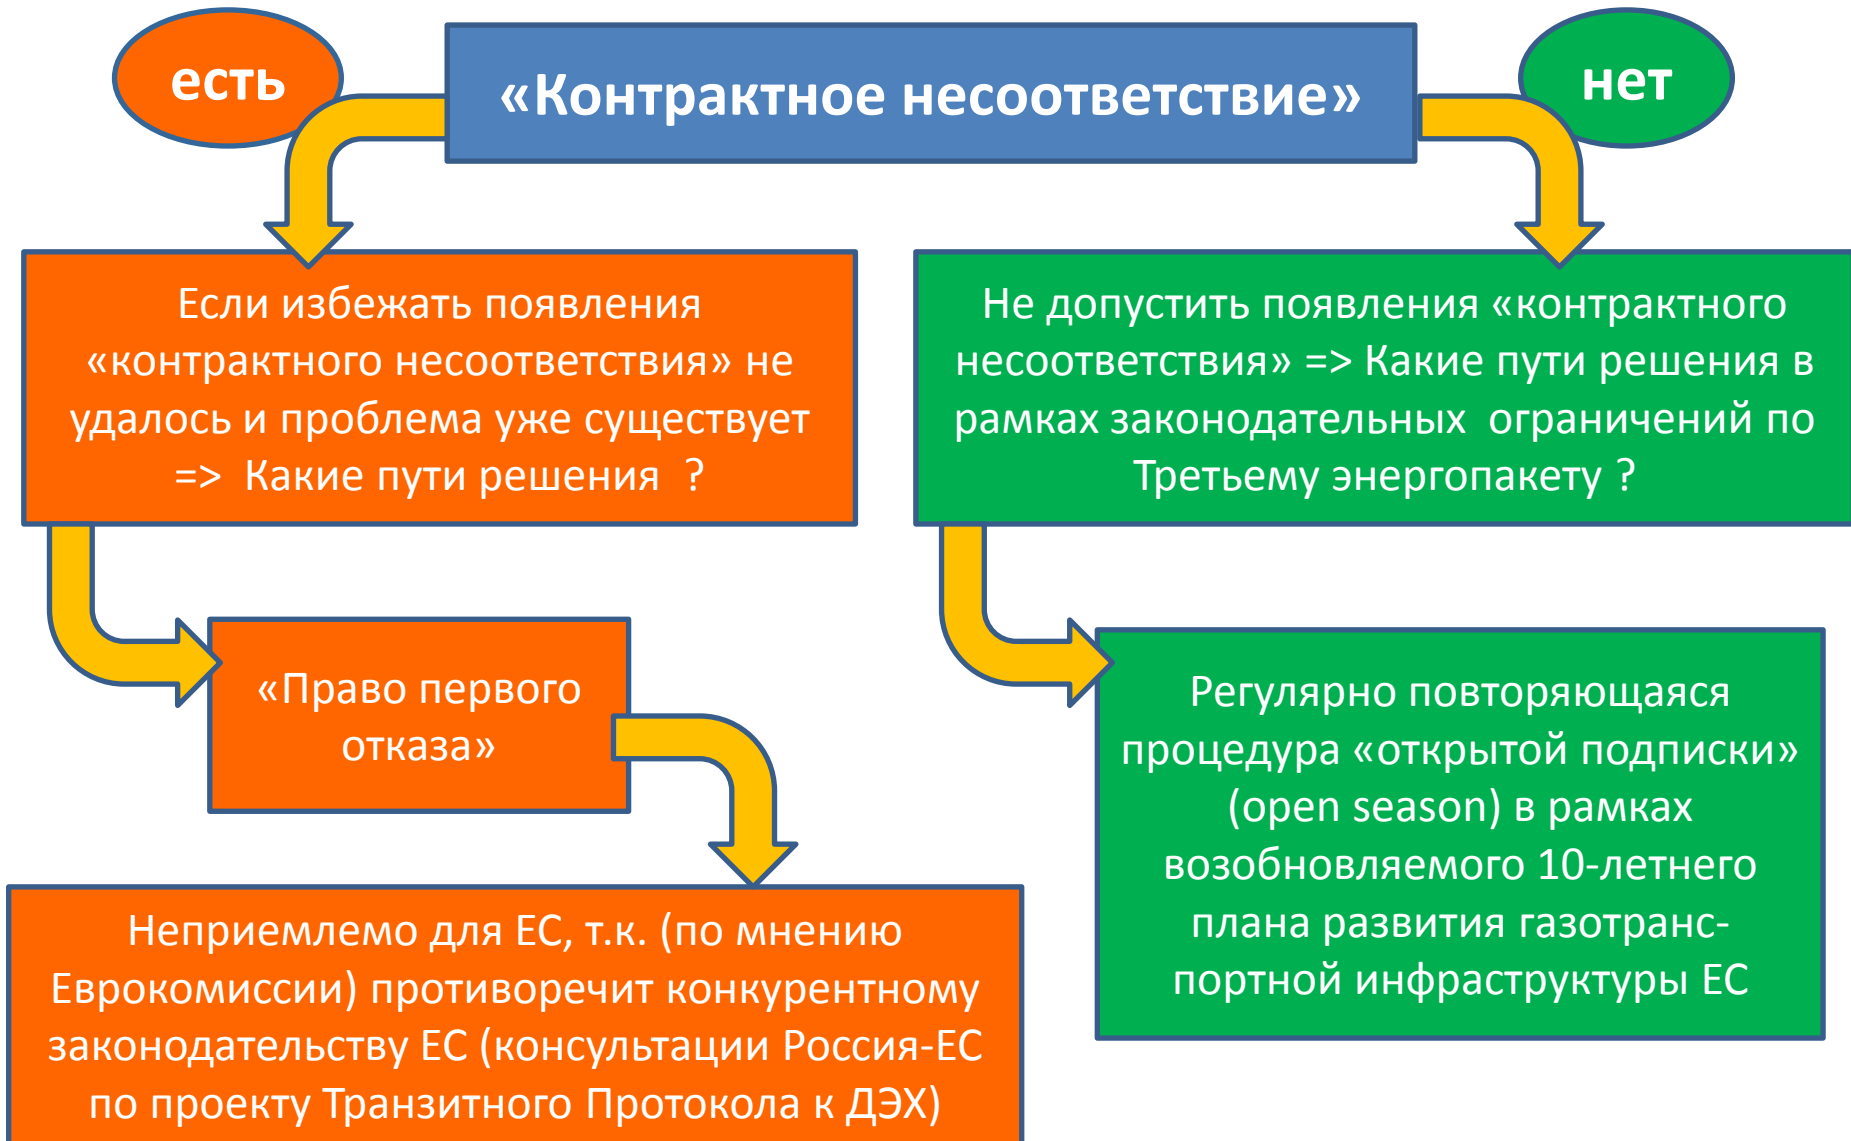 есть
«Контрактное несоответствие»
нет
Если избежать появления
«контрактного несоответствия» не
удалось и проблема уже существует
=> Какие пути решения ?
Не допустить появления «контрактного
несоответствия» => Какие пути решения в
рамках законодательных ограничений по
Третьему энергопакету ?
«Право первого
отказа»
Регулярно повторяющаяся
процедура «открытой подписки»
(open season) в рамках
возобновляемого 10-летнего
плана развития газотранс-
портной инфраструктуры ЕС
Неприемлемо для ЕС, т.к. (по мнению
Еврокомиссии) противоречит конкурентному
законодательству ЕС (консультации Россия-ЕС
по проекту Транзитного Протокола к ДЭХ)